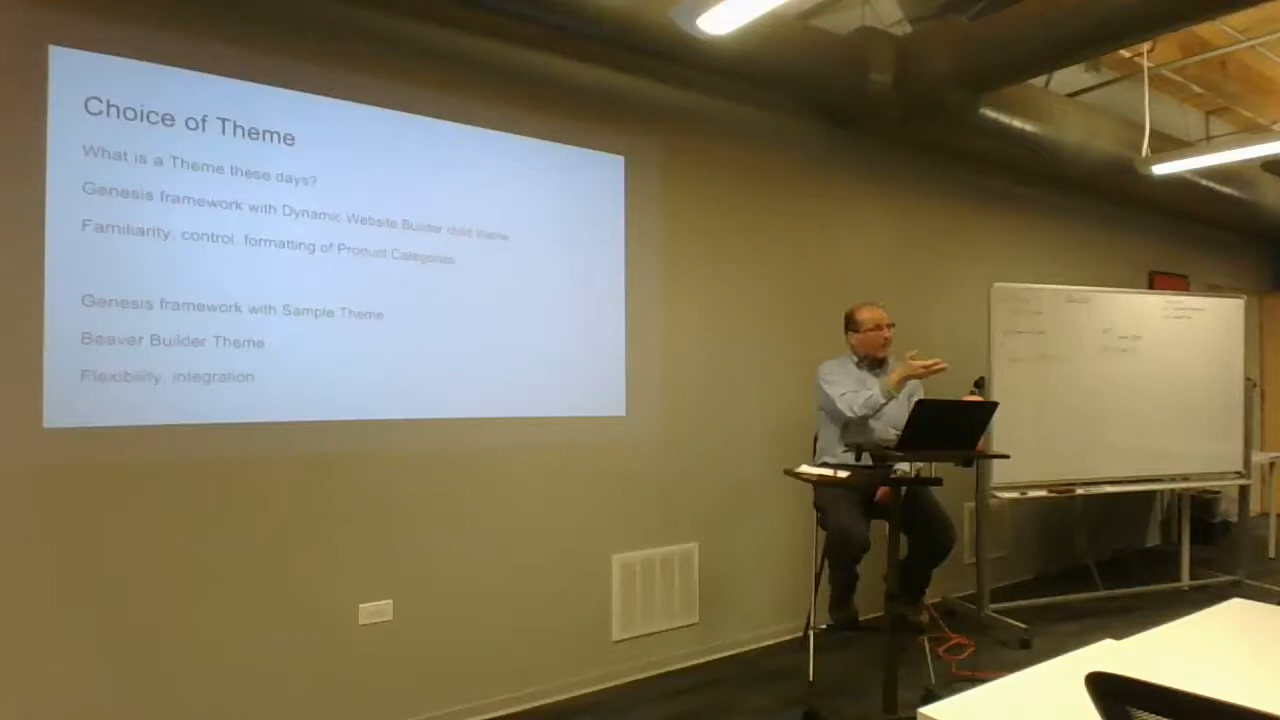 Choice of Theme
What is a Theme these days?
Genesis framework with Dynamic Website Builder child theme
Familiarity, control, formatting of Product Categories
Genesis framework with Sample Theme
Beaver Builder Theme
Flexibility, integration